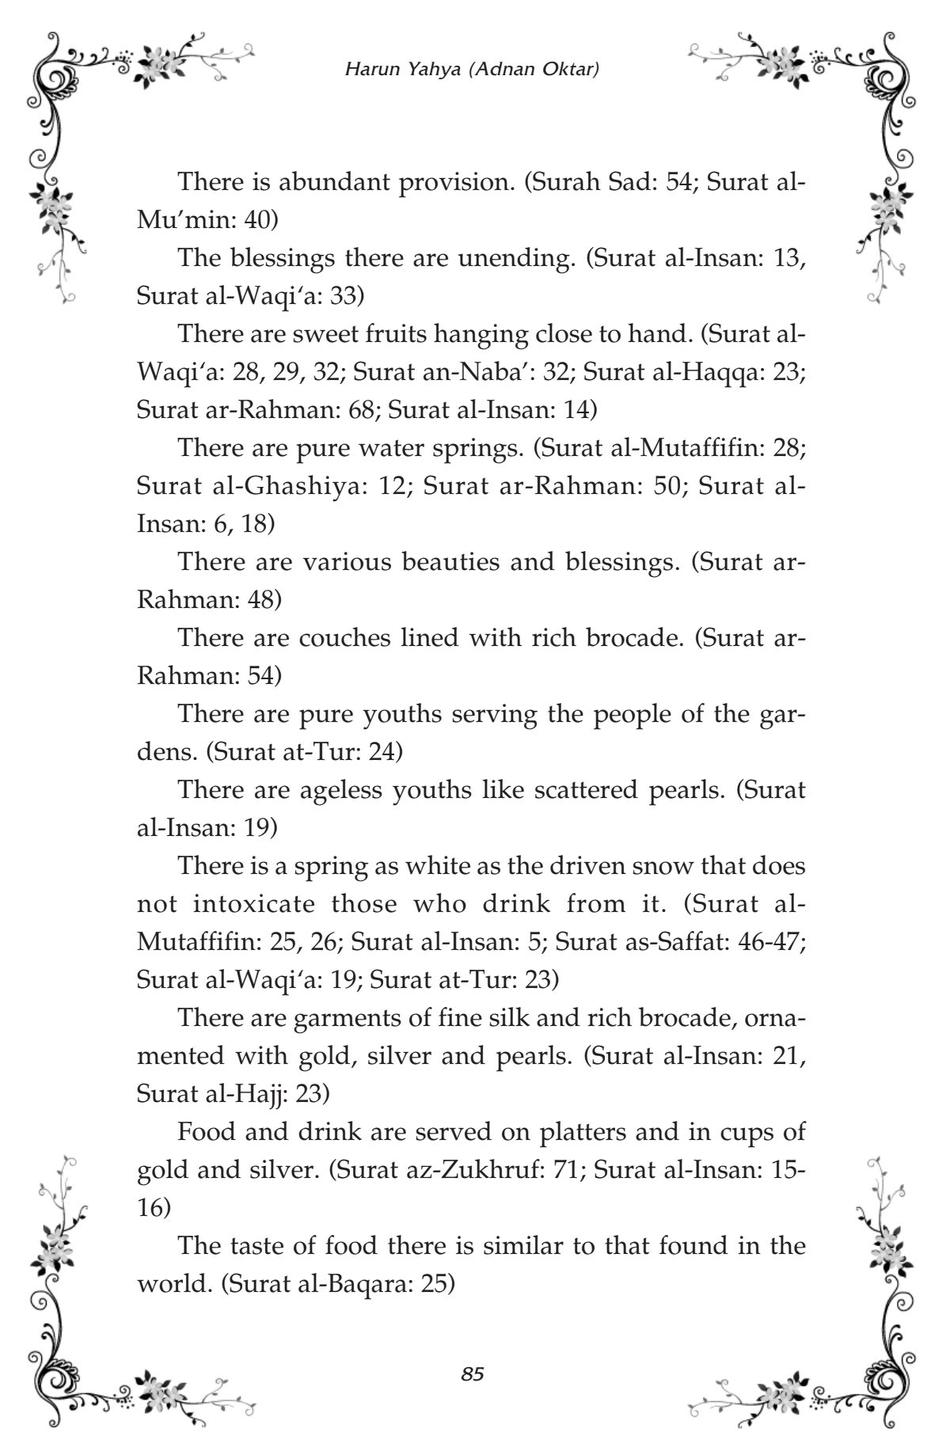 Harun Yahya (Adnan Oktar)
There is abundant provision. (Surah Sad: 54; Surat al-
Mu’min: 40)
The blessings there are unending. (Surat al-Insan: 13,
Surat al-Waqi‘a: 33)
There are sweet fruits hanging close to hand. (Surat al-
Waqi‘a: 28, 29, 32; Surat an-Naba’: 32; Surat al-Haqqa: 23;
Surat ar-Rahman: 68; Surat al-Insan: 14)
There are pure water springs. (Surat al-Mutaffifin: 28;
Surat al-Ghashiya: 12; Surat ar-Rahman: 50; Surat al-
Insan: 6, 18)
There are various beauties and blessings. (Surat ar-
Rahman: 48)
There are couches lined with rich brocade. (Surat ar-
Rahman: 54)
There are pure youths serving the people of the gar-
dens. (Surat at-Tur: 24)
There are ageless youths like scattered pearls. (Surat
al-Insan: 19)
There is a spring as white as the driven snow that does
not intoxicate those who drink from it. (Surat al-
Mutaffifin: 25, 26; Surat al-Insan: 5; Surat as-Saffat: 46-47;
Surat al-Waqi‘a: 19; Surat at-Tur: 23)
There are garments of fine silk and rich brocade, orna-
mented with gold, silver and pearls. (Surat al-Insan: 21,
Surat al-Hajj: 23)
Food and drink are served on platters and in cups of
gold and silver. (Surat az-Zukhruf: 71; Surat al-Insan: 15-
16)
The taste of food there is similar to that found in the
world. (Surat al-Baqara: 25)
85